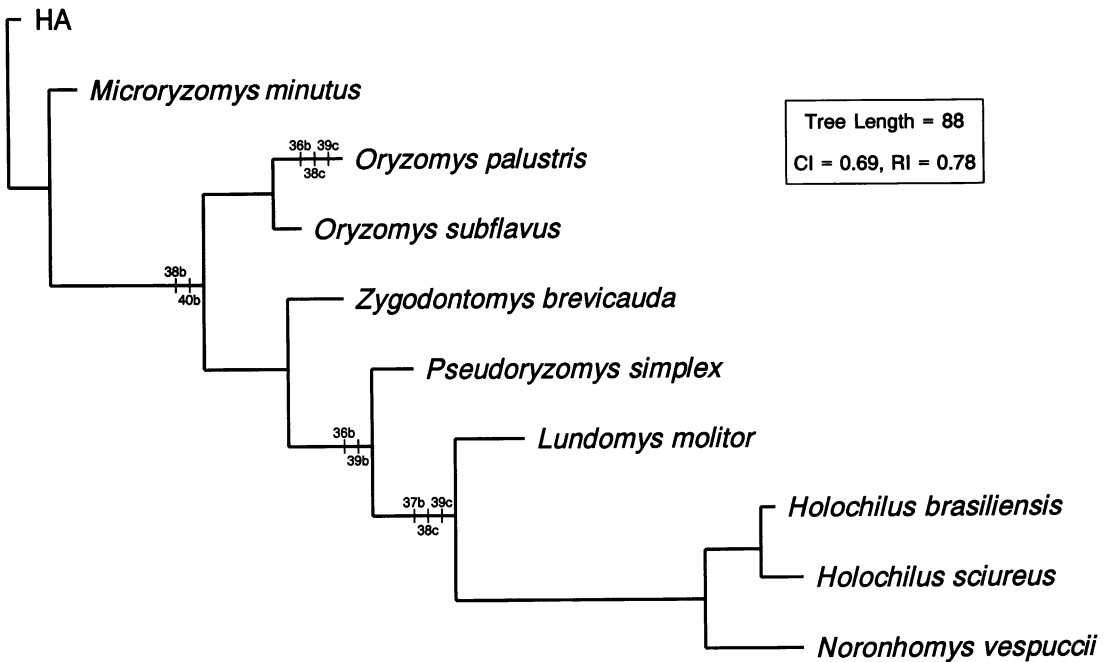 HA
Microryzomys minutus
Tree Length = 88
CI = 0.69, RI = 0.78
36b 39c
38c
Oryzomys palustris
Oryzomys subflavus
38b
40b
Zygodontomys brevicauda
Pseudoryzomys simplex
36b
39b
Lundomys molitor
37b 39c
38c
Holochilus brasiliensis
Holochilus sciureus
Noronhomys vespuccii